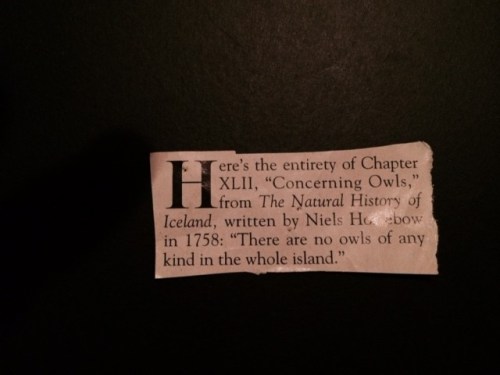 Here's the entirety of Chapter
XLII, “Concerning Owls,”
from The Natural History of
Iceland, written by Niels
in 1758: “There are no owls of any
kind in the whole island.”